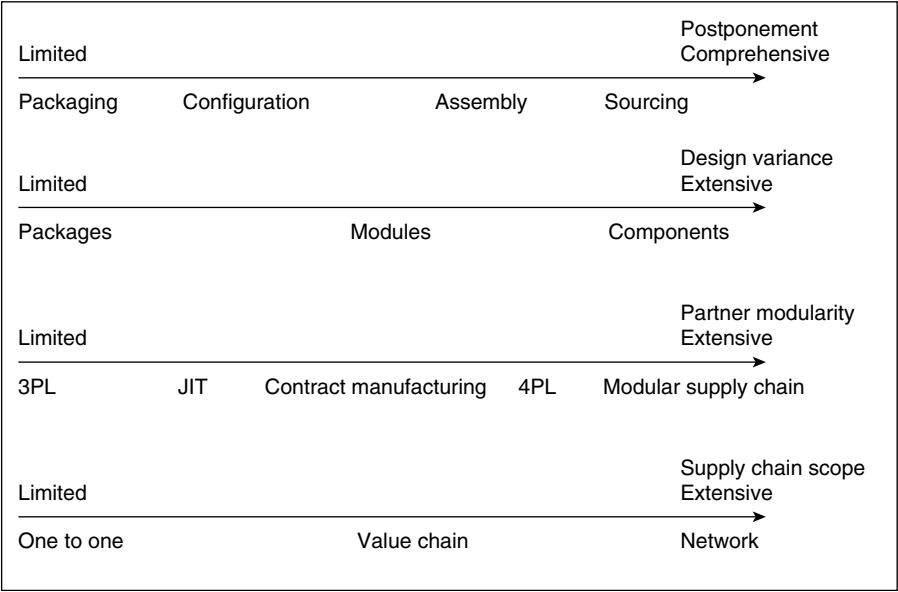 Postponement
Limited Comprehensive
Packaging Configuration Assembly Sourcing
Design variance
Limited Extensive
Packages Modules Components
Partner modularity
Limited Extensive
3PL JIT Contract manufacturing 4PL Modular supply chain
Supply chain scope
Limited Extensive
One to one Value chain Network